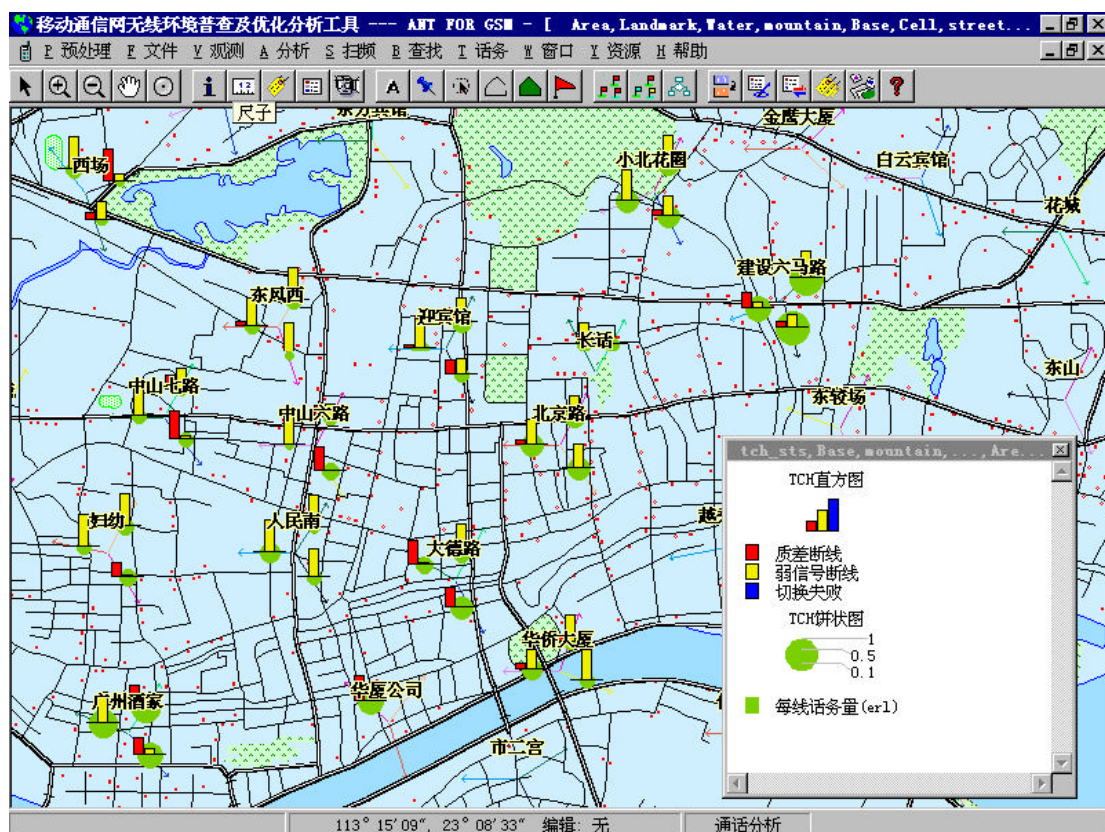 移动通信网无线环境普查及优化分析工具 --- ANT FOR GSM - [ Area,Landmark,Water,mountain,Base,Cell,street...
P 预处理 F 文件 V 观测 A 分析 S 扫频 B 查找 T 话务 W 窗口 Y 资源 H 帮助
尺子
东方宾馆
金鹰大厦
西场
小北花圈
白云宾馆
花城
建设六马路
东风西
迎宾馆
长话
东山
中山七路
中山六路
北京路
东较场
妇幼
人民南
大德路
华侨大厦
广州酒家
华厦公司
市二宫
tch_sts,Base,mountain,...,Are...
TCH直方图
质差断线
弱信号断线
切换失败
TCH饼状图
1
0.5
0.1
每线话务量(erl)
113° 15′09″, 23° 08′33″ 编辑: 无
通话分析